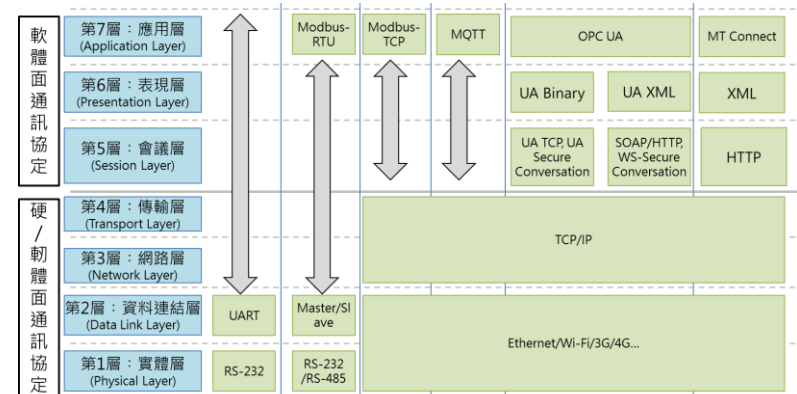 軟體面通訊協定
第7層：應用層
(Application Layer)
Modbus-
RTU
Modbus-
TCP
MQTT
OPC UA
MT Connect
第6層：表現層
(Presentation Layer)
UA Binary
UA XML
XML
第5層：會議層
(Session Layer)
UA TCP, UA
Secure
Conversation
SOAP/HTTP,
WS-Secure
Conversation
HTTP
硬/韌體面通訊協定
第4層：傳輸層
(Transport Layer)
TCP/IP
第3層：網路層
(Network Layer)
第2層：資料連結層
(Data Link Layer)
UART
Master/Sl
ave
Ethernet/Wi-Fi/3G/4G...
第1層：實體層
(Physical Layer)
RS-232
RS-232
/RS-485